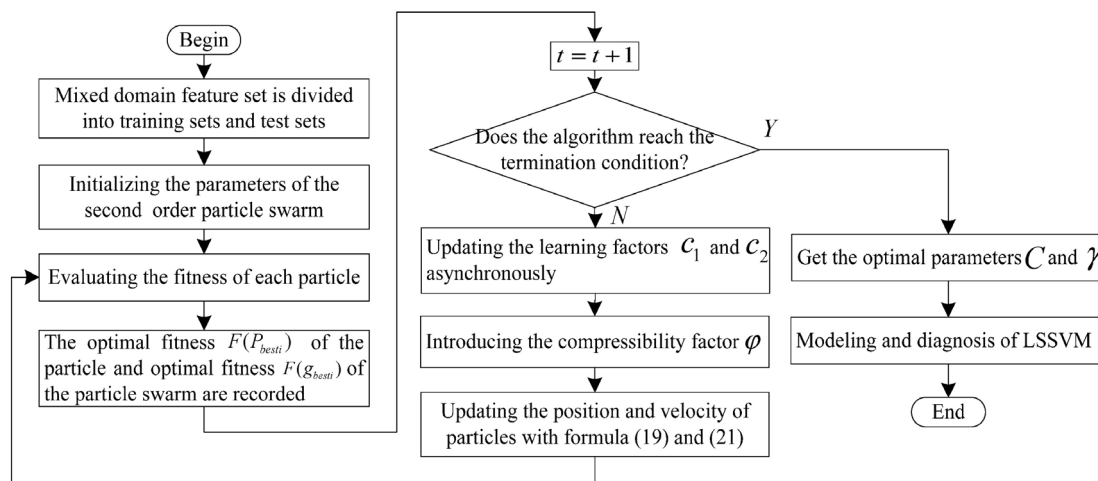 Begin
Mixed domain feature set is divided
into training sets and test sets
Initializing the parameters of the
second order particle swarm
Evaluating the fitness of each particle
The optimal fitness F(P_besti) of the
particle and optimal fitness F(g_besti) of
the particle swarm are recorded
t = t + 1
Does the algorithm reach the
termination condition?
Y
N
Updating the learning factors c₁ and c₂
asynchronously
Introducing the compressibility factor φ
Updating the position and velocity of
particles with formula (19) and (21)
Get the optimal parameters C and γ
Modeling and diagnosis of LSSVM
End